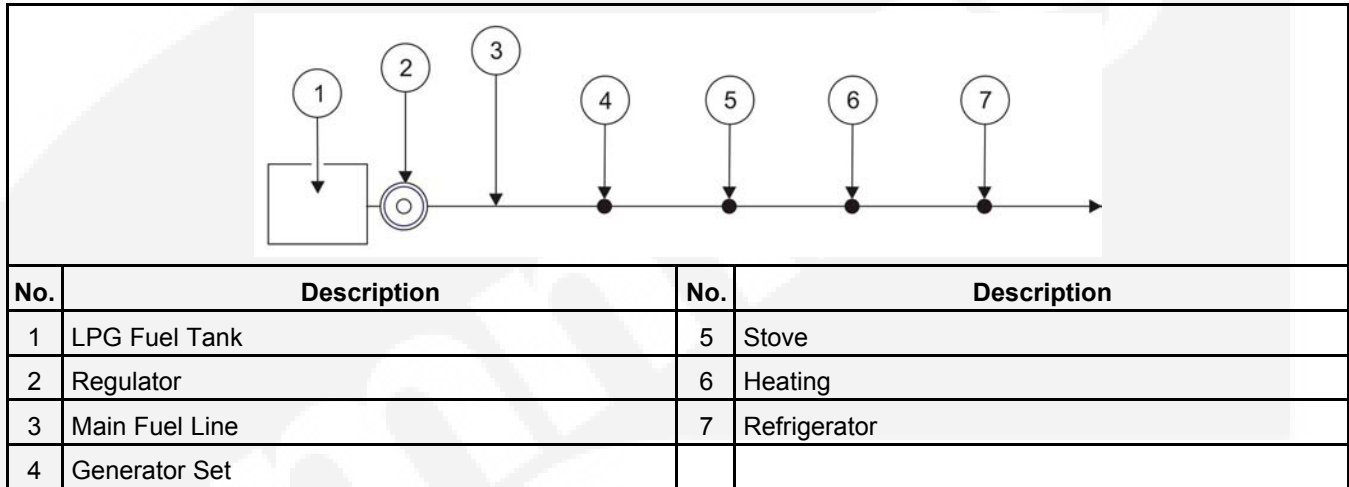 1
2
3
4
5
6
7
No. Description No. Description
1 LPG Fuel Tank 5 Stove
2 Regulator 6 Heating
3 Main Fuel Line 7 Refrigerator
4 Generator Set